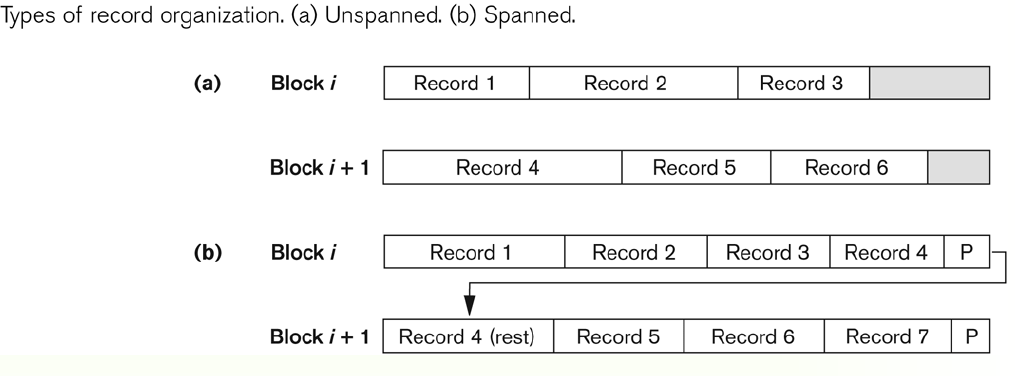 Types of record organization. (a) Unspanned. (b) Spanned.
(a) Block i Record 1 Record 2 Record 3
Block i + 1 Record 4 Record 5 Record 6
(b) Block i Record 1 Record 2 Record 3 Record 4 P
Block i + 1 Record 4 (rest) Record 5 Record 6 Record 7 P